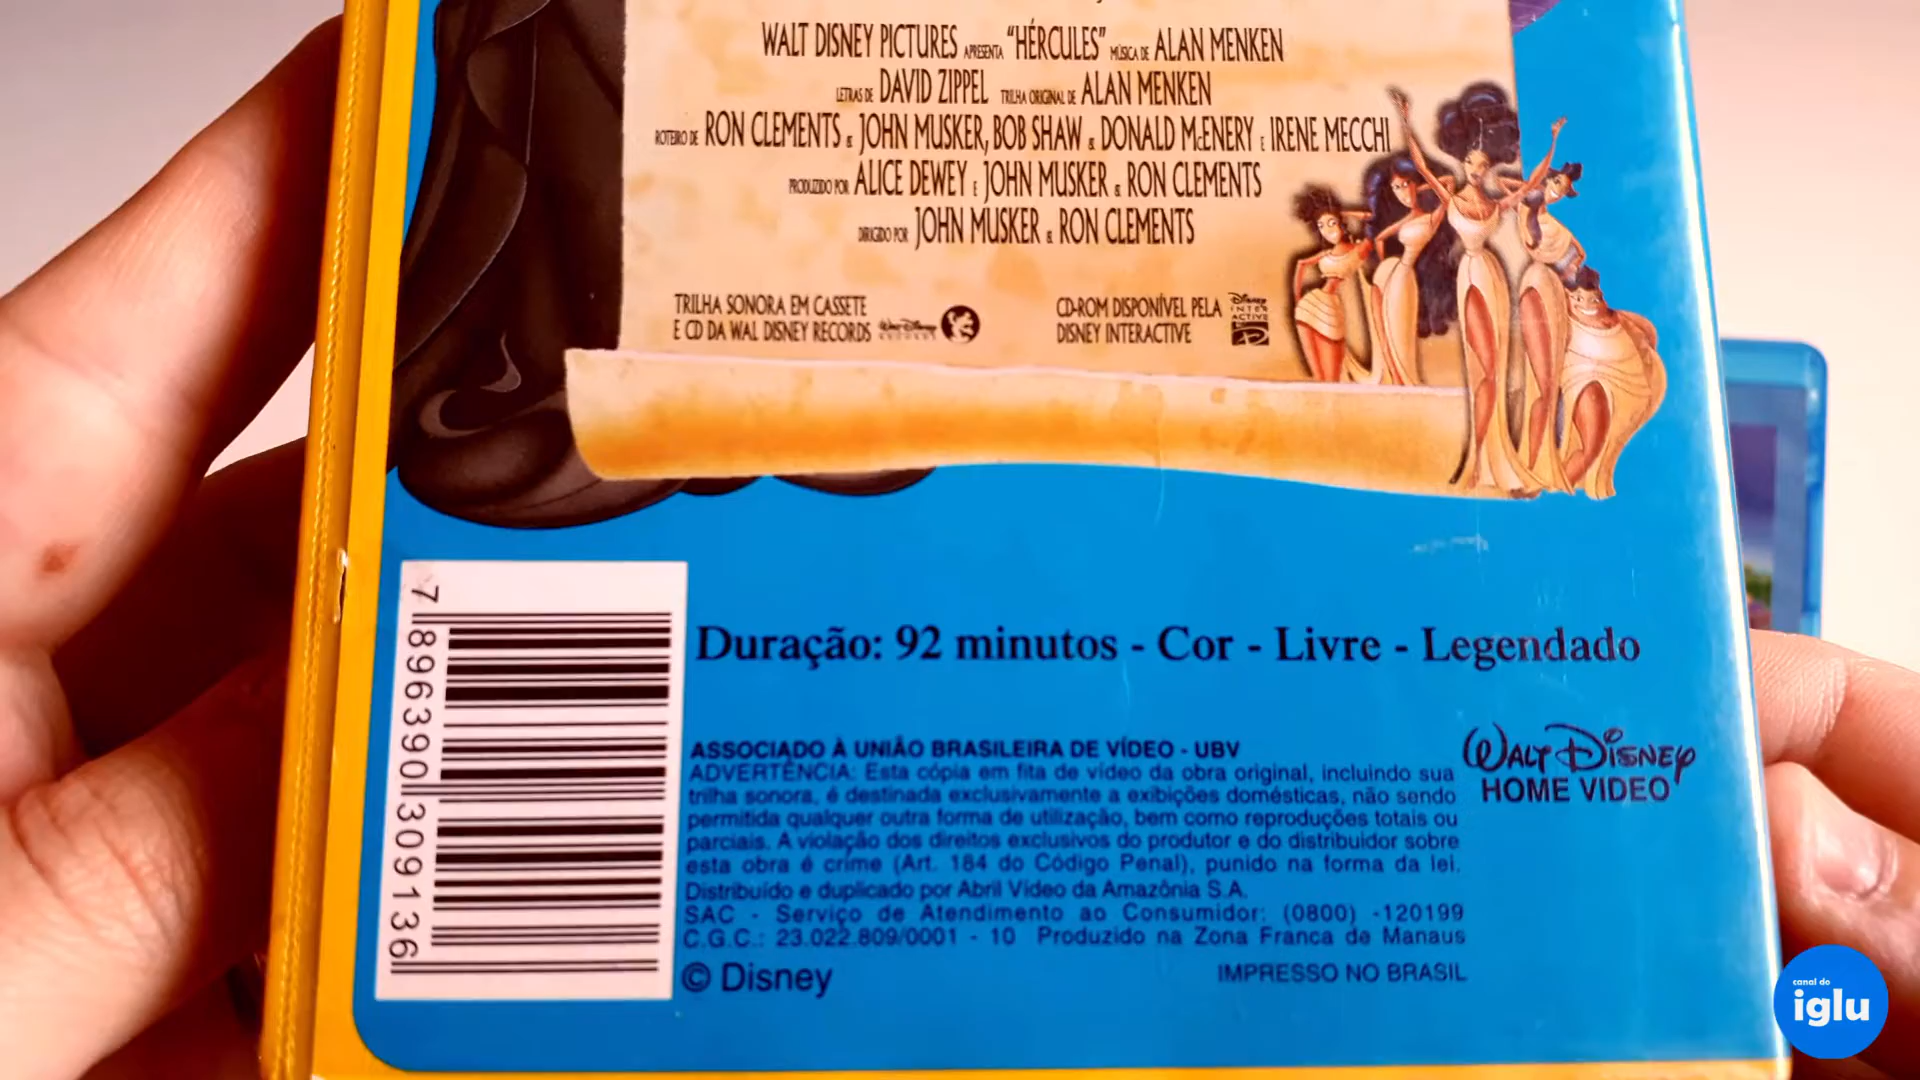 WALT DISNEY PICTURES APRESENTA "HÉRCULES" MÚSICA DE ALAN MENKEN
LETRAS DE DAVID ZIPPEL TRILHA ORIGINAL DE ALAN MENKEN
ROTEIRO DE RON CLEMENTS & JOHN MUSKER, BOB SHAW & DONALD McENERY E IRENE MECCHI
PRODUZIDO POR ALICE DEWEY E JOHN MUSKER & RON CLEMENTS
DIRIGIDO POR JOHN MUSKER & RON CLEMENTS
TRILHA SONORA EM CASSETE
E CD DA WAL DISNEY RECORDS
Walt Disney
RECORDS
CD-ROM DISPONÍVEL PELA
DISNEY INTERACTIVE
Disney
INTER
ACTIVE
7 896390 309136
Duração: 92 minutos - Cor - Livre - Legendado
ASSOCIADO À UNIÃO BRASILEIRA DE VÍDEO - UBV
ADVERTÊNCIA: Esta cópia em fita de vídeo da obra original, incluindo sua
trilha sonora, é destinada exclusivamente a exibições domésticas, não sendo
permitida qualquer outra forma de utilização, bem como reproduções totais ou
parciais. A violação dos direitos exclusivos do produtor e do distribuidor sobre
esta obra é crime (Art. 184 do Código Penal), punido na forma da lei.
Distribuído e duplicado por Abril Vídeo da Amazônia S.A.
SAC - Serviço de Atendimento ao Consumidor: (0800) -120199
C.G.C.: 23.022.809/0001 - 10 Produzido na Zona Franca de Manaus
© Disney
IMPRESSO NO BRASIL
WALT DISNEY
HOME VIDEO
canal do
iglu